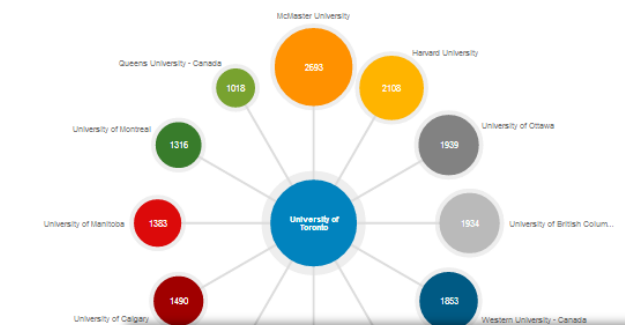 McMaster University
2693
Harvard University
2108
Queens University - Canada
1018
University of Ottawa
1939
University of Montreal
1316
University of British Colum...
1934
University of
Toronto
University of Manitoba
1383
Western University - Canada
1853
University of Calgary
1490